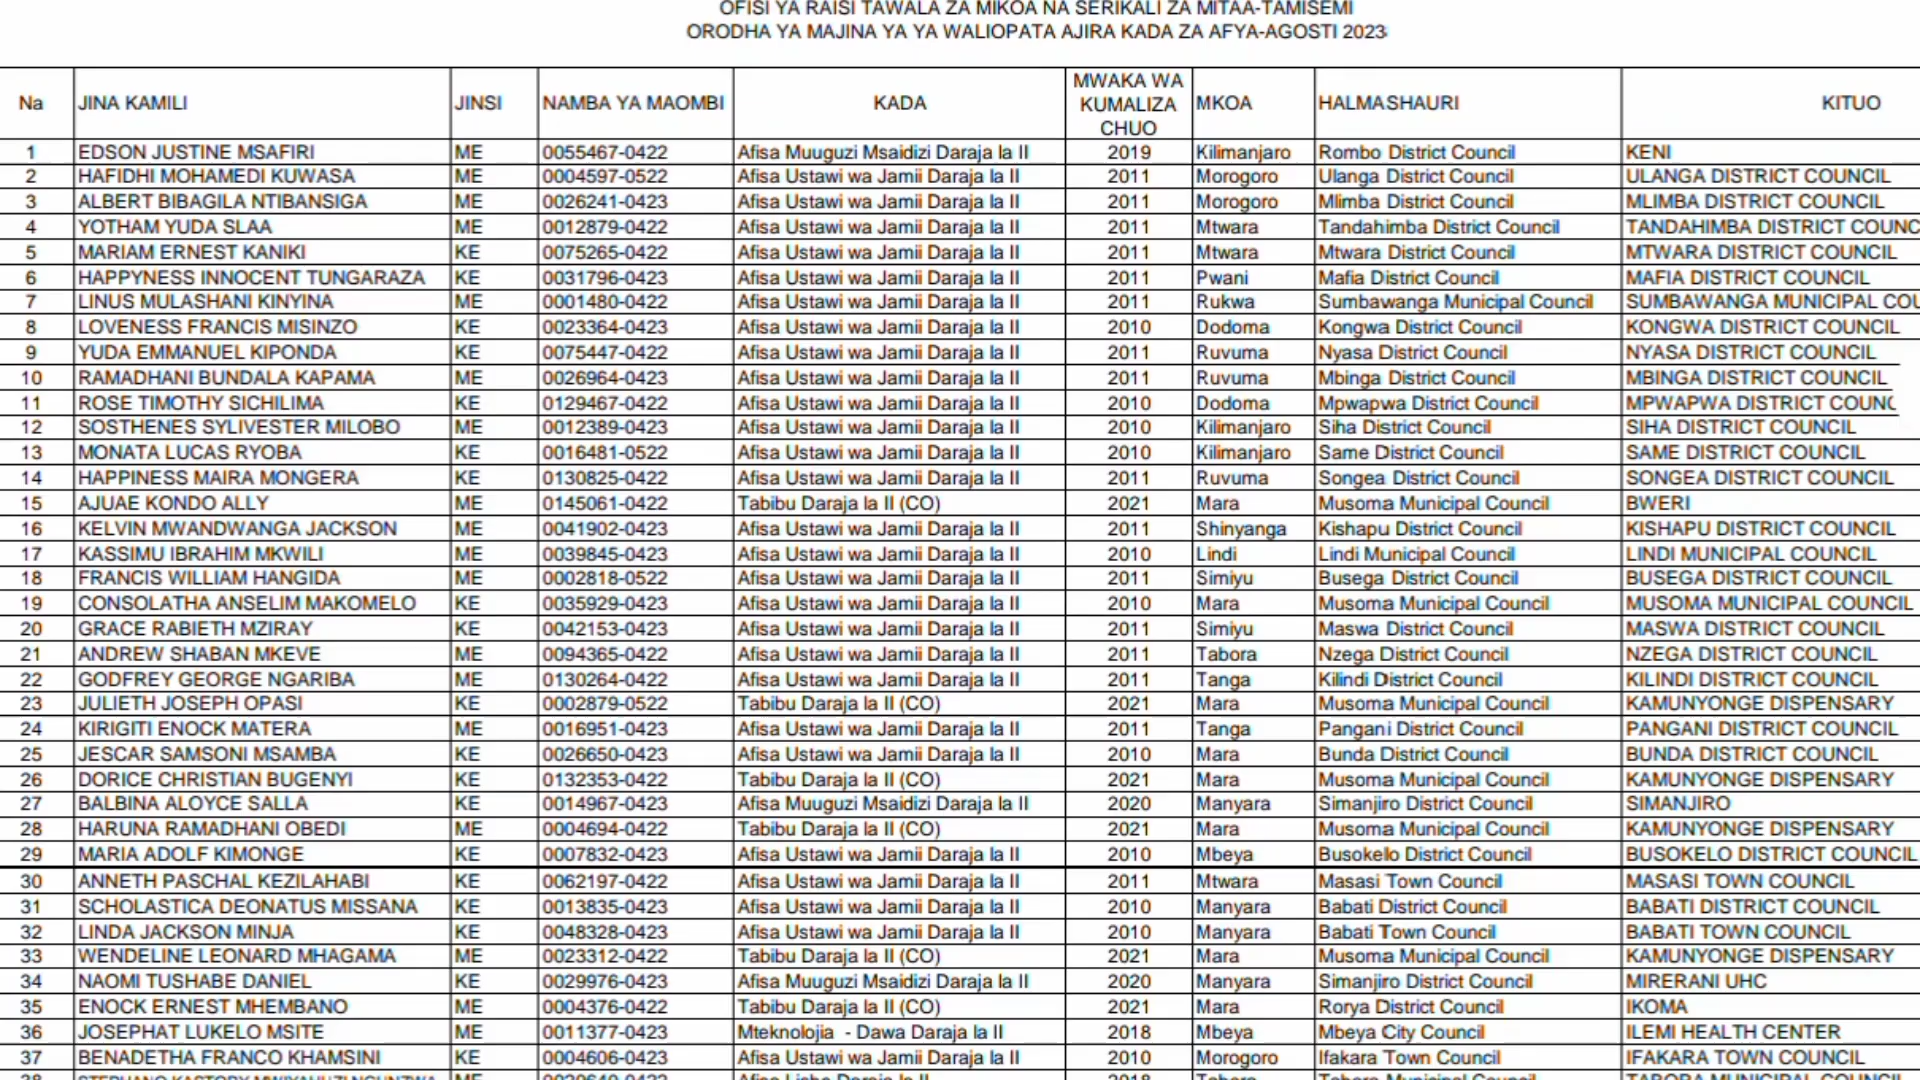 OFISI YA RAISI TAWALA ZA MIKOA NA SERIKALI ZA MITAA-TAMISEMI
ORODHA YA MAJINA YA YA WALIOPATA AJIRA KADA ZA AFYA-AGOSTI 2023
Na JINA KAMILI JINSI NAMBA YA MAOMBI KADA MWAKA WA KUMALIZA CHUO MKOA HALMASHAURI KITUO
1 EDSON JUSTINE MSAFIRI ME 0055467-0422 Afisa Muuguzi Msaidizi Daraja la II 2019 Kilimanjaro Rombo District Council KENI
2 HAFIDHI MOHAMEDI KUWASA ME 0004597-0522 Afisa Ustawi wa Jamii Daraja la II 2011 Morogoro Ulanga District Council ULANGA DISTRICT COUNCIL
3 ALBERT BIBAGILA NTIBANSIGA ME 0026241-0423 Afisa Ustawi wa Jamii Daraja la II 2011 Morogoro Mlimba District Council MLIMBA DISTRICT COUNCIL
4 YOTHAM YUDA SLAA ME 0012879-0422 Afisa Ustawi wa Jamii Daraja la II 2011 Mtwara Tandahimba District Council TANDAHIMBA DISTRICT COUNC
5 MARIAM ERNEST KANIKI KE 0075265-0422 Afisa Ustawi wa Jamii Daraja la II 2011 Mtwara Mtwara District Council MTWARA DISTRICT COUNCIL
6 HAPPYNESS INNOCENT TUNGARAZA KE 0031796-0423 Afisa Ustawi wa Jamii Daraja la II 2011 Pwani Mafia District Council MAFIA DISTRICT COUNCIL
7 LINUS MULASHANI KINYINA ME 0001480-0422 Afisa Ustawi wa Jamii Daraja la II 2011 Rukwa Sumbawanga Municipal Council SUMBAWANGA MUNICIPAL COU
8 LOVENESS FRANCIS MISINZO KE 0023364-0423 Afisa Ustawi wa Jamii Daraja la II 2010 Dodoma Kongwa District Council KONGWA DISTRICT COUNCIL
9 YUDA EMMANUEL KIPONDA KE 0075447-0422 Afisa Ustawi wa Jamii Daraja la II 2011 Ruvuma Nyasa District Council NYASA DISTRICT COUNCIL
10 RAMADHANI BUNDALA KAPAMA ME 0026964-0423 Afisa Ustawi wa Jamii Daraja la II 2011 Ruvuma Mbinga District Council MBINGA DISTRICT COUNCIL
11 ROSE TIMOTHY SICHILIMA KE 0129467-0422 Afisa Ustawi wa Jamii Daraja la II 2010 Dodoma Mpwapwa District Council MPWAPWA DISTRICT COUNC
12 SOSTHENES SYLIVESTER MILOBO ME 0012389-0423 Afisa Ustawi wa Jamii Daraja la II 2010 Kilimanjaro Siha District Council SIHA DISTRICT COUNCIL
13 MONATA LUCAS RYOBA KE 0016481-0522 Afisa Ustawi wa Jamii Daraja la II 2010 Kilimanjaro Same District Council SAME DISTRICT COUNCIL
14 HAPPINESS MAIRA MONGERA KE 0130825-0422 Afisa Ustawi wa Jamii Daraja la II 2011 Ruvuma Songea District Council SONGEA DISTRICT COUNCIL
15 AJUAE KONDO ALLY ME 0145061-0422 Tabibu Daraja la II (CO) 2021 Mara Musoma Municipal Council BWERI
16 KELVIN MWANDWANGA JACKSON ME 0041902-0423 Afisa Ustawi wa Jamii Daraja la II 2011 Shinyanga Kishapu District Council KISHAPU DISTRICT COUNCIL
17 KASSIMU IBRAHIM MKWILI ME 0039845-0423 Afisa Ustawi wa Jamii Daraja la II 2010 Lindi Lindi Municipal Council LINDI MUNICIPAL COUNCIL
18 FRANCIS WILLIAM HANGIDA ME 0002818-0522 Afisa Ustawi wa Jamii Daraja la II 2011 Simiyu Busega District Council BUSEGA DISTRICT COUNCIL
19 CONSOLATHA ANSELIM MAKOMELO KE 0035929-0423 Afisa Ustawi wa Jamii Daraja la II 2010 Mara Musoma Municipal Council MUSOMA MUNICIPAL COUNCIL
20 GRACE RABIETH MZIRAY KE 0042153-0423 Afisa Ustawi wa Jamii Daraja la II 2011 Simiyu Maswa District Council MASWA DISTRICT COUNCIL
21 ANDREW SHABAN MKEVE ME 0094365-0422 Afisa Ustawi wa Jamii Daraja la II 2011 Tabora Nzega District Council NZEGA DISTRICT COUNCIL
22 GODFREY GEORGE NGARIBA ME 0130264-0422 Afisa Ustawi wa Jamii Daraja la II 2011 Tanga Kilindi District Council KILINDI DISTRICT COUNCIL
23 JULIETH JOSEPH OPASI KE 0002879-0522 Tabibu Daraja la II (CO) 2021 Mara Musoma Municipal Council KAMUNYONGE DISPENSARY
24 KIRIGITI ENOCK MATERA ME 0016951-0423 Afisa Ustawi wa Jamii Daraja la II 2011 Tanga Pangani District Council PANGANI DISTRICT COUNCIL
25 JESCAR SAMSONI MSAMBA KE 0026650-0423 Afisa Ustawi wa Jamii Daraja la II 2010 Mara Bunda District Council BUNDA DISTRICT COUNCIL
26 DORICE CHRISTIAN BUGENYI KE 0132353-0422 Tabibu Daraja la II (CO) 2021 Mara Musoma Municipal Council KAMUNYONGE DISPENSARY
27 BALBINA ALOYCE SALLA KE 0014967-0423 Afisa Muuguzi Msaidizi Daraja la II 2020 Manyara Simanjiro District Council SIMANJIRO
28 HARUNA RAMADHANI OBEDI ME 0004694-0422 Tabibu Daraja la II (CO) 2021 Mara Musoma Municipal Council KAMUNYONGE DISPENSARY
29 MARIA ADOLF KIMONGE KE 0007832-0423 Afisa Ustawi wa Jamii Daraja la II 2010 Mbeya Busokelo District Council BUSOKELO DISTRICT COUNCIL
30 ANNETH PASCHAL KEZILAHABI KE 0062197-0422 Afisa Ustawi wa Jamii Daraja la II 2011 Mtwara Masasi Town Council MASASI TOWN COUNCIL
31 SCHOLASTICA DEONATUS MISSANA KE 0013835-0423 Afisa Ustawi wa Jamii Daraja la II 2010 Manyara Babati District Council BABATI DISTRICT COUNCIL
32 LINDA JACKSON MINJA KE 0048328-0423 Afisa Ustawi wa Jamii Daraja la II 2010 Manyara Babati Town Council BABATI TOWN COUNCIL
33 WENDELINE LEONARD MHAGAMA ME 0023312-0422 Tabibu Daraja la II (CO) 2021 Mara Musoma Municipal Council KAMUNYONGE DISPENSARY
34 NAOMI TUSHABE DANIEL KE 0029976-0423 Afisa Muuguzi Msaidizi Daraja la II 2020 Manyara Simanjiro District Council MIRERANI UHC
35 ENOCK ERNEST MHEMBANO ME 0004376-0422 Tabibu Daraja la II (CO) 2021 Mara Rorya District Council IKOMA
36 JOSEPHAT LUKELO MSITE ME 0011377-0423 Mteknolojia - Dawa Daraja la II 2018 Mbeya Mbeya City Council ILEMI HEALTH CENTER
37 BENADETHA FRANCO KHAMSINI KE 0004606-0423 Afisa Ustawi wa Jamii Daraja la II 2010 Morogoro Ifakara Town Council IFAKARA TOWN COUNCIL